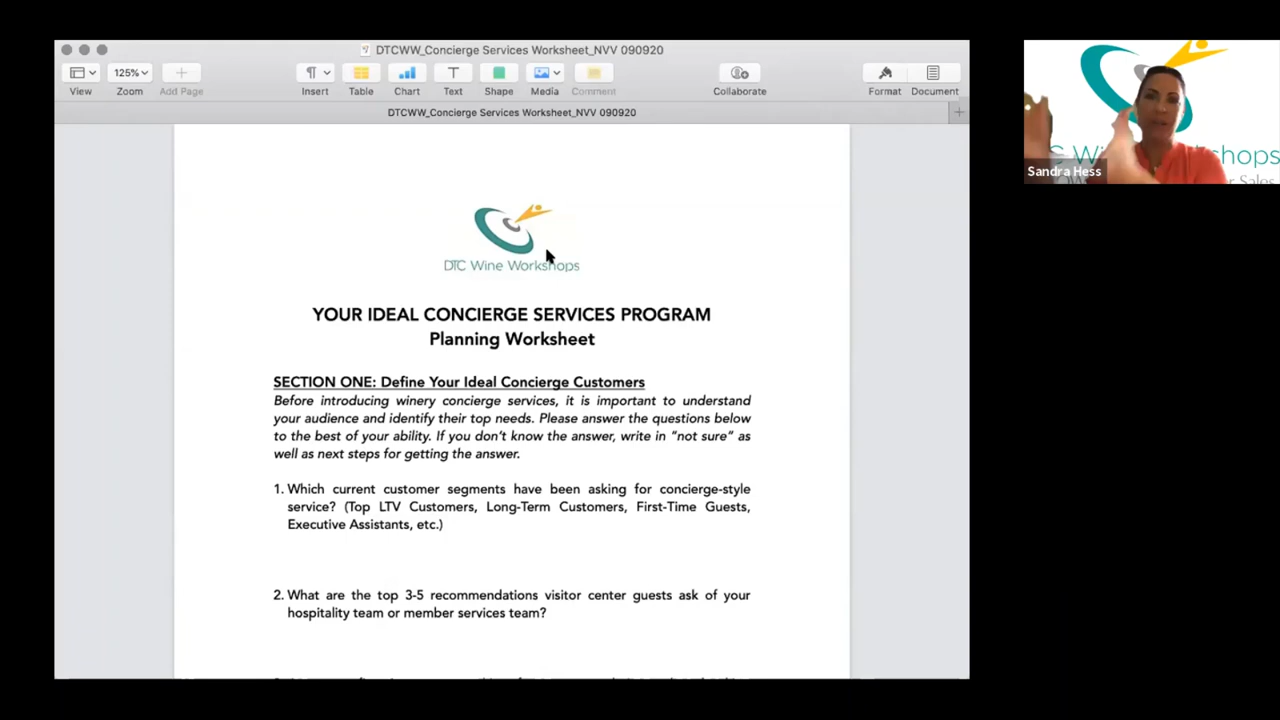 DTCWW_Concierge Services Worksheet_NVV 090920
125%
View
Zoom
Add Page
Insert
Table
Chart
Text
Shape
Media
Comment
Collaborate
Format
Document
DTCWW_Concierge Services Worksheet_NVV 090920
DTC Wine Workshops
YOUR IDEAL CONCIERGE SERVICES PROGRAM
Planning Worksheet
SECTION ONE: Define Your Ideal Concierge Customers
Before introducing winery concierge services, it is important to understand
your audience and identify their top needs. Please answer the questions below
to the best of your ability. If you don't know the answer, write in "not sure" as
well as next steps for getting the answer.
1. Which current customer segments have been asking for concierge-style
service? (Top LTV Customers, Long-Term Customers, First-Time Guests,
Executive Assistants, etc.)
2. What are the top 3-5 recommendations visitor center guests ask of your
hospitality team or member services team?
C Wine Workshops
Sales
Sandra Hess